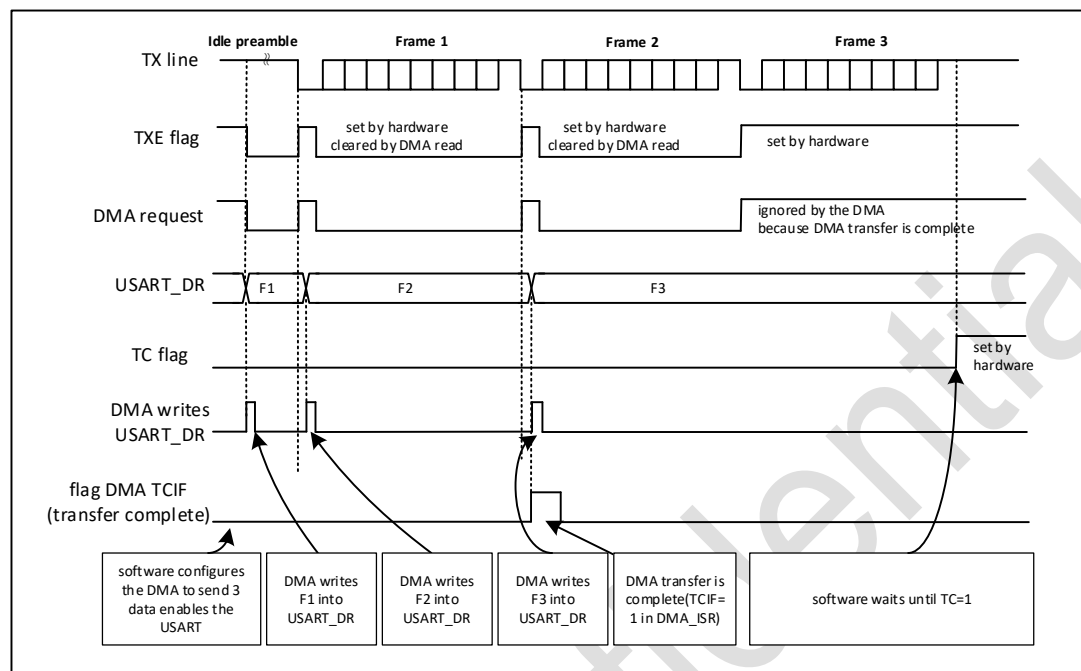 Idle preamble
Frame 1
Frame 2
Frame 3
TX line
TXE flag
set by hardware
cleared by DMA read
set by hardware
cleared by DMA read
set by hardware
DMA request
ignored by the DMA
because DMA transfer is complete
USART_DR
F1
F2
F3
TC flag
set by
hardware
DMA writes
USART_DR
flag DMA TCIF
(transfer complete)
software configures
the DMA to send 3
data enables the
USART
DMA writes
F1 into
USART_DR
DMA writes
F2 into
USART_DR
DMA writes
F3 into
USART_DR
DMA transfer is
complete(TCIF=
1 in DMA_ISR)
software waits until TC=1